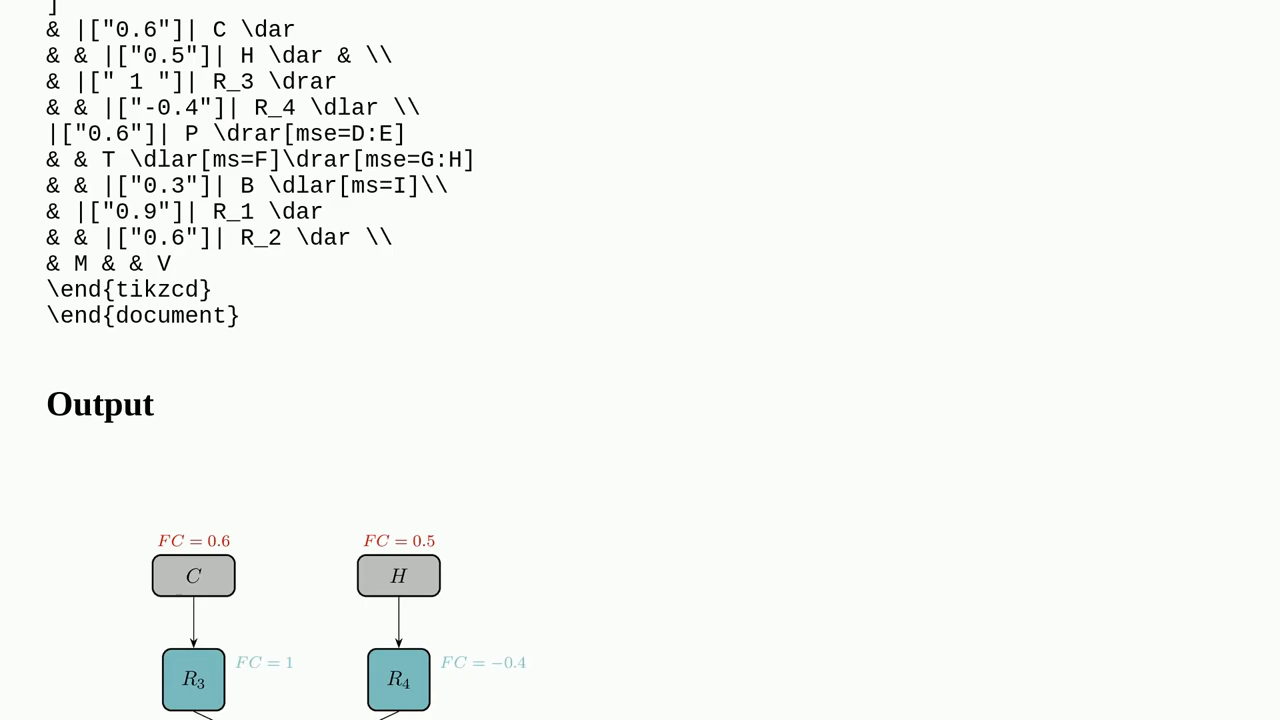 ]
& |["0.6"]| C \dar
& & |["0.5"]| H \dar & \\
& |[" 1 "]| R_3 \drar
& & |["-0.4"]| R_4 \dlar \\
|["0.6"]| P \drar[mse=D:E]
& & T \dlar[ms=F]\drar[mse=G:H]
& & |["0.3"]| B \dlar[ms=I]\\
& |["0.9"]| R_1 \dar
& & |["0.6"]| R_2 \dar \\
& M & & V
\end{tikzcd}
\end{document}
Output
FC = 0.6 FC = 0.5
C H
FC = 1 FC = −0.4
R3 R4